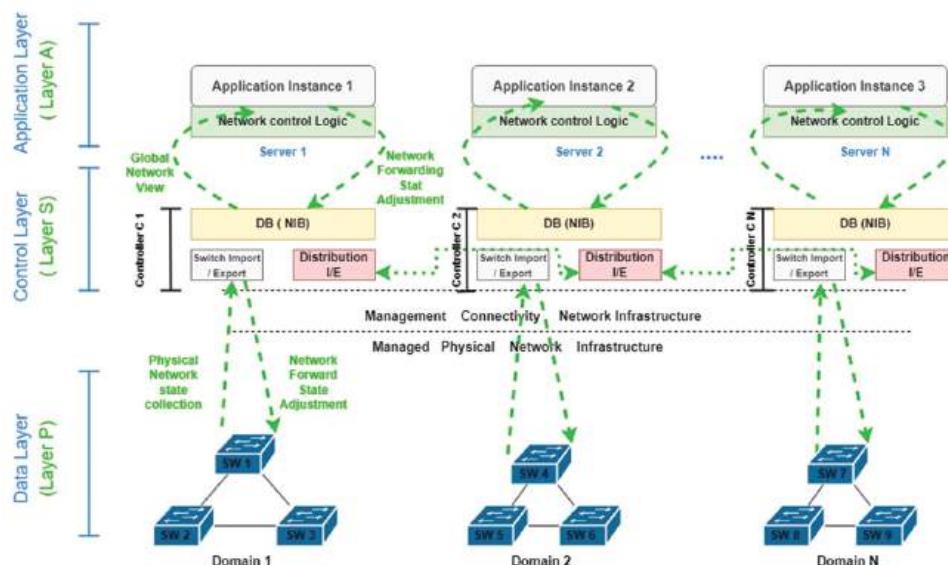 Application Layer
( Layer A)
Application Instance 1
Network control Logic
Server 1
Application Instance 2
Network control Logic
Server 2
....
Application Instance 3
Network control Logic
Server N
Global
Network
View
Network
Forwarding
Stat
Adjustment
Control Layer
( Layer S)
Controller C 1
DB ( NIB)
Switch Import
/ Export
Distribution
I/E
Controller C 2
DB (NIB)
Switch Import
/ Export
Distribution
I/E
Controller C N
DB (NIB)
Switch Import
/ Export
Distribution
I/E
Management Connectivity Network Infrastructure
Managed Physical Network Infrastructure
Data Layer
(Layer P)
Physical
Network
state
collection
Network
Forward
State
Adjustment
SW 1
SW 2
SW 3
Domain 1
SW 4
SW 5
SW 6
Domain 2
SW 7
SW 8
SW 9
Domain N